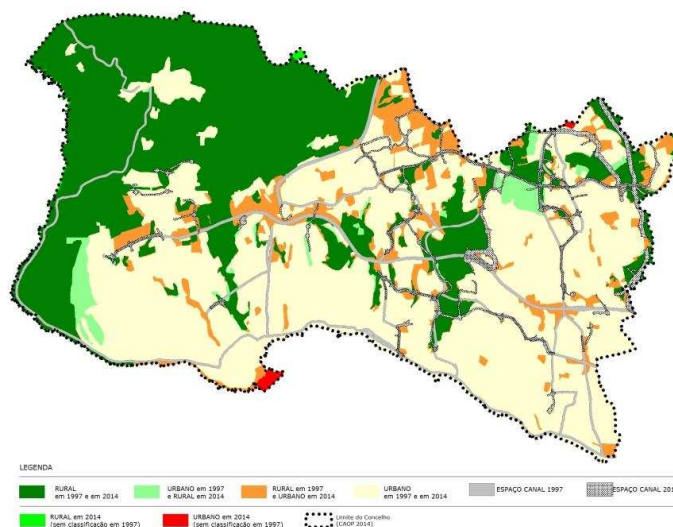 LEGENDA
RURAL
em 1997 e em 2014
URBANO em 1997
e RURAL em 2014
RURAL em 1997
e URBANO em 2014
URBANO
em 1997 e em 2014
ESPAÇO CANAL 1997
ESPAÇO CANAL 201
RURAL em 2014
(sem classificação em 1997)
URBANO em 2014
(sem classificação em 1997)
Limite do Concelho
[CAOP 2014]